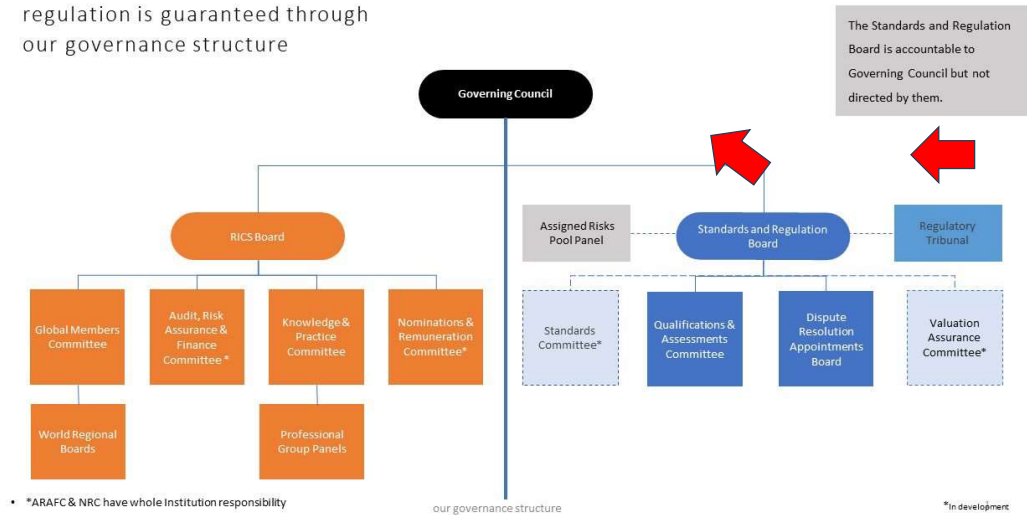 regulation is guaranteed through
our governance structure
The Standards and Regulation
Board is accountable to
Governing Council but not
directed by them.
Governing Council
RICS Board
Assigned Risks
Pool Panel
Standards and Regulation
Board
Regulatory
Tribunal
Global Members
Committee
Audit, Risk
Assurance &
Finance
Committee *
Knowledge &
Practice
Committee
Nominations &
Remuneration
Committee*
Standards
Committee*
Qualifications &
Assessments
Committee
Dispute
Resolution
Appointments
Board
Valuation
Assurance
Committee*
World Regional
Boards
Professional
Group Panels
• *ARAFC & NRC have whole Institution responsibility
our governance structure
*In development